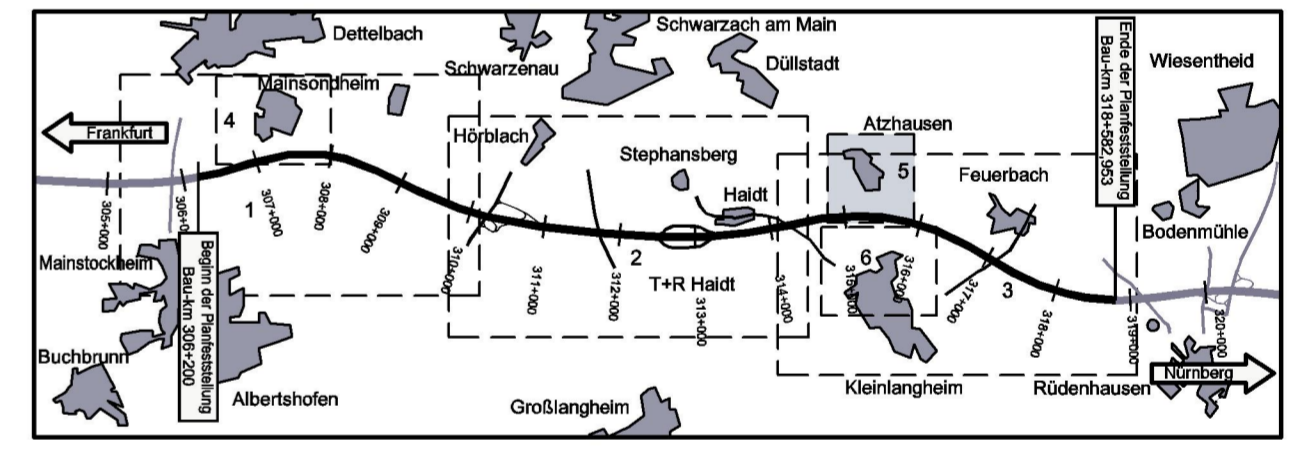 Dettelbach
Schwarzach am Main
Schwarzenau
Düllstadt
Wiesentheid
Ende der Planfeststellung
Bau-km 318+582,953
Mainsondheim
4
Frankfurt
Hörblach
Stephansberg
Haidt
Atzhausen
5
Feuerbach
Bodenmühle
305+000
306+0
1
307+000
308+000
309+000
310+000
311+000
2
312+000
T+R Haidt
313+000
314+000
315+000
6
316+000
317+000
3
318+000
319+000
320+000
Mainstockheim
Beginn der Planfeststellung
Bau-km 306+200
Buchbrunn
Albertshofen
Großlangheim
Kleinlangheim
Rüdenhausen
Nürnberg